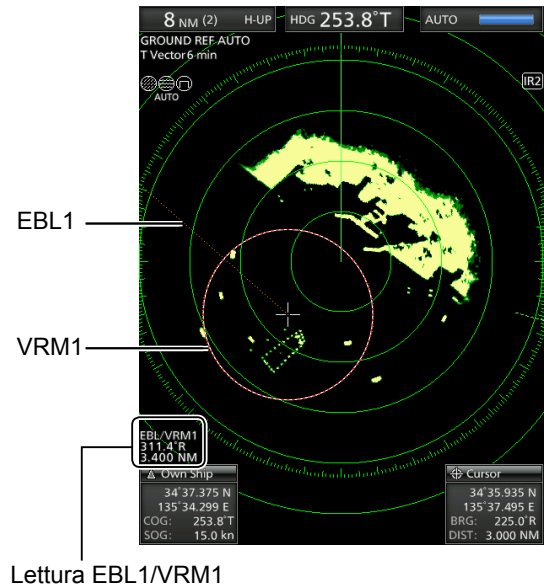 8 NM (2) H-UP HDG 253.8°T AUTO
GROUND REF AUTO
T Vector 6 min
AUTO
IR2
EBL1
VRM1
EBL/VRM1
311.4°R
3.400 NM
Own Ship
34°37.375 N
135°34.299 E
COG: 253.8°T
SOG: 15.0 kn
Cursor
34°35.935 N
135°37.495 E
BRG: 225.0°R
DIST: 3.000 NM
Lettura EBL1/VRM1